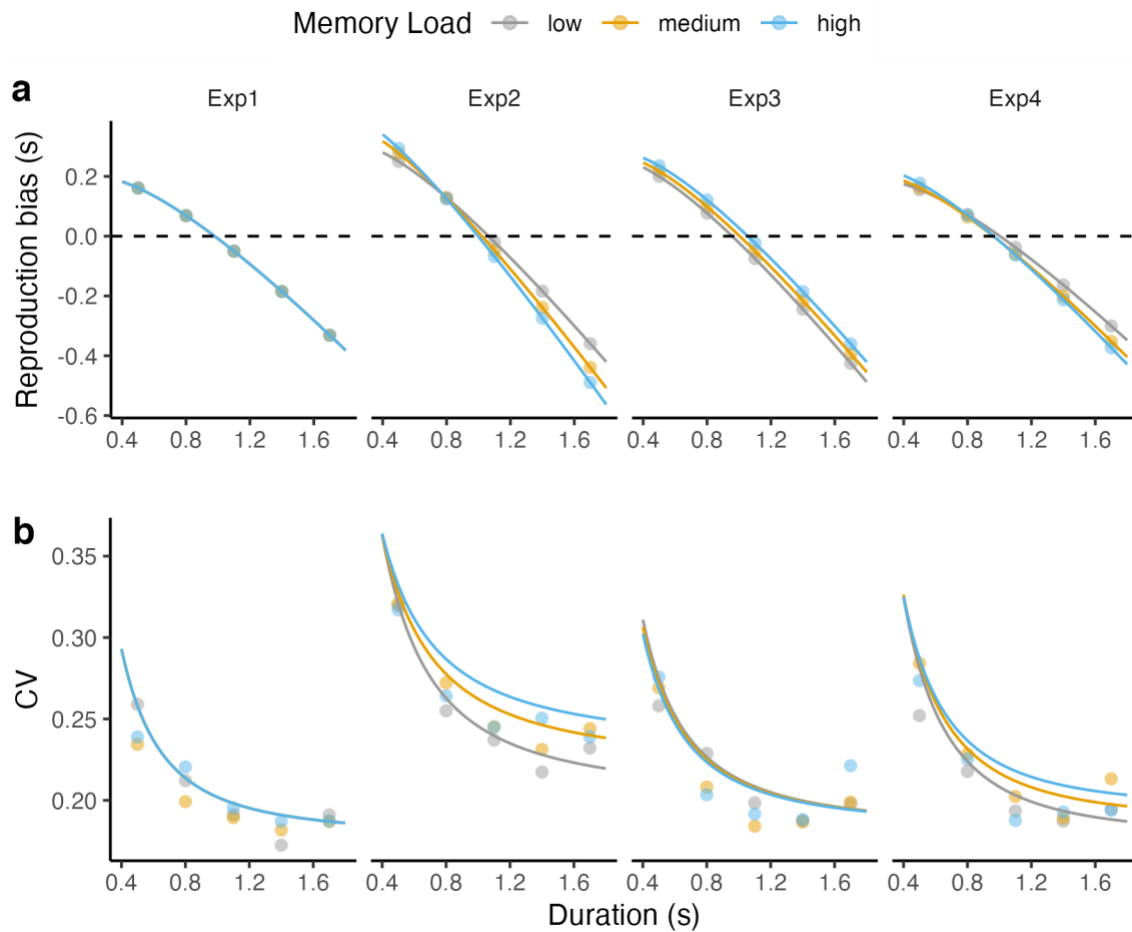 Memory Load low medium high
a
Exp1 Exp2 Exp3 Exp4
Reproduction bias (s)
0.2
0.0
-0.2
-0.4
-0.6
0.4 0.8 1.2 1.6 0.4 0.8 1.2 1.6 0.4 0.8 1.2 1.6 0.4 0.8 1.2 1.6
b
CV
0.35
0.30
0.25
0.20
0.4 0.8 1.2 1.6 0.4 0.8 1.2 1.6 0.4 0.8 1.2 1.6 0.4 0.8 1.2 1.6
Duration (s)